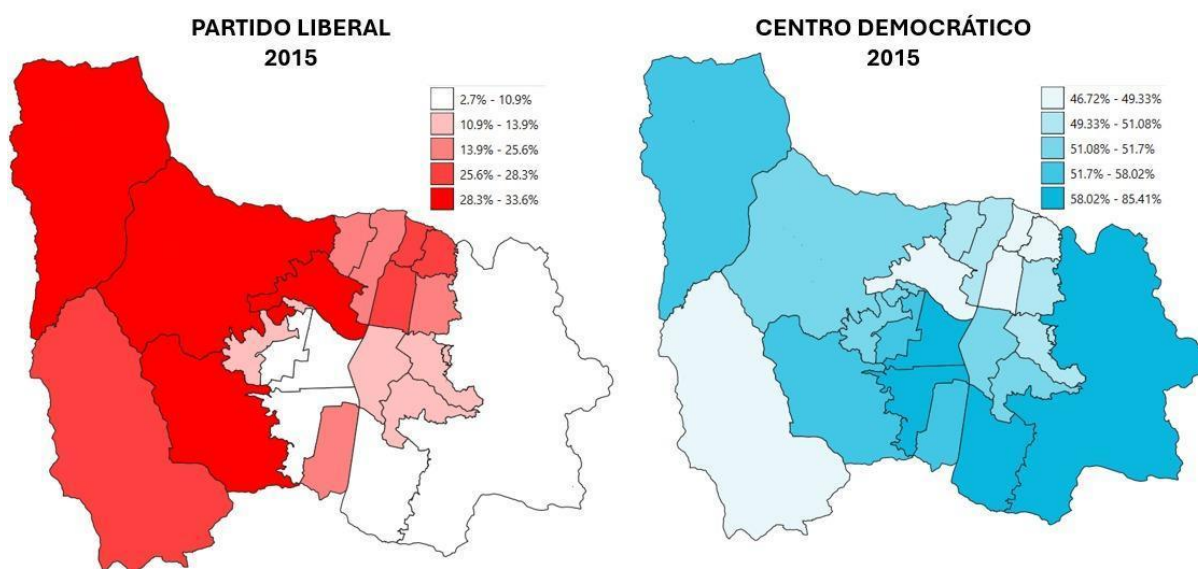 PARTIDO LIBERAL
2015
2.7% - 10.9%
10.9% - 13.9%
13.9% - 25.6%
25.6% - 28.3%
28.3% - 33.6%
CENTRO DEMOCRÁTICO
2015
46.72% - 49.33%
49.33% - 51.08%
51.08% - 51.7%
51.7% - 58.02%
58.02% - 85.41%